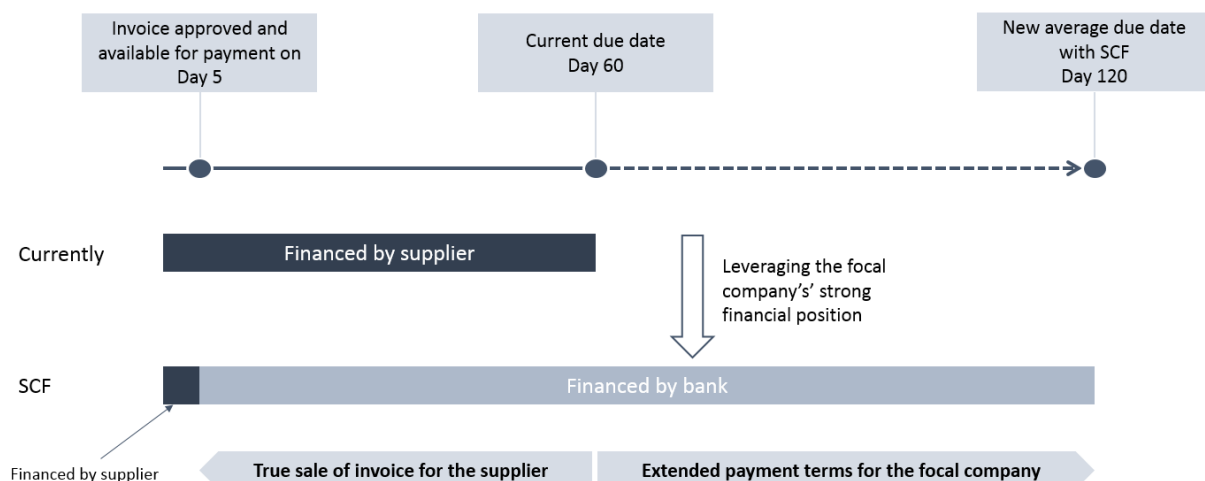 Invoice approved and
available for payment on
Day 5
Current due date
Day 60
New average due date
with SCF
Day 120
Currently
Financed by supplier
Leveraging the focal
company’s’ strong
financial position
SCF
Financed by bank
Financed by supplier
True sale of invoice for the supplier
Extended payment terms for the focal company